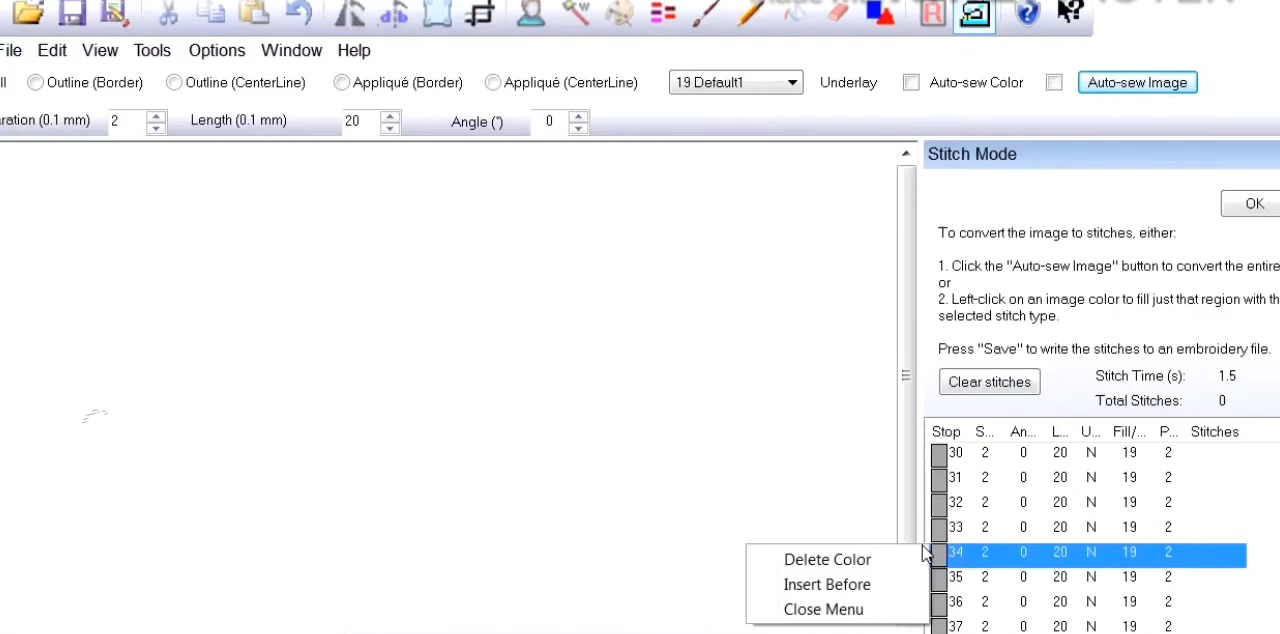 File Edit View Tools Options Window Help
Outline (Border) Outline (CenterLine) Appliqué (Border) Appliqué (CenterLine) 19 Default1 Underlay Auto-sew Color Auto-sew Image
(0.1 mm) 2 Length (0.1 mm) 20 Angle (°) 0
Stitch Mode
OK
To convert the image to stitches, either:
1. Click the "Auto-sew Image" button to convert the entire
or
2. Left-click on an image color to fill just that region with
selected stitch type.
Press "Save" to write the stitches to an embroidery file.
Clear stitches Stitch Time (s): 1.5
Total Stitches: 0
Stop S... An... L... U... Fill/... P... Stitches
30 2 0 20 N 19 2
31 2 0 20 N 19 2
32 2 0 20 N 19 2
33 2 0 20 N 19 2
34 2 0 20 N 19 2
35 2 0 20 N 19 2
36 2 0 20 N 19 2
37 2 0 20 N 19 2
Delete Color
Insert Before
Close Menu